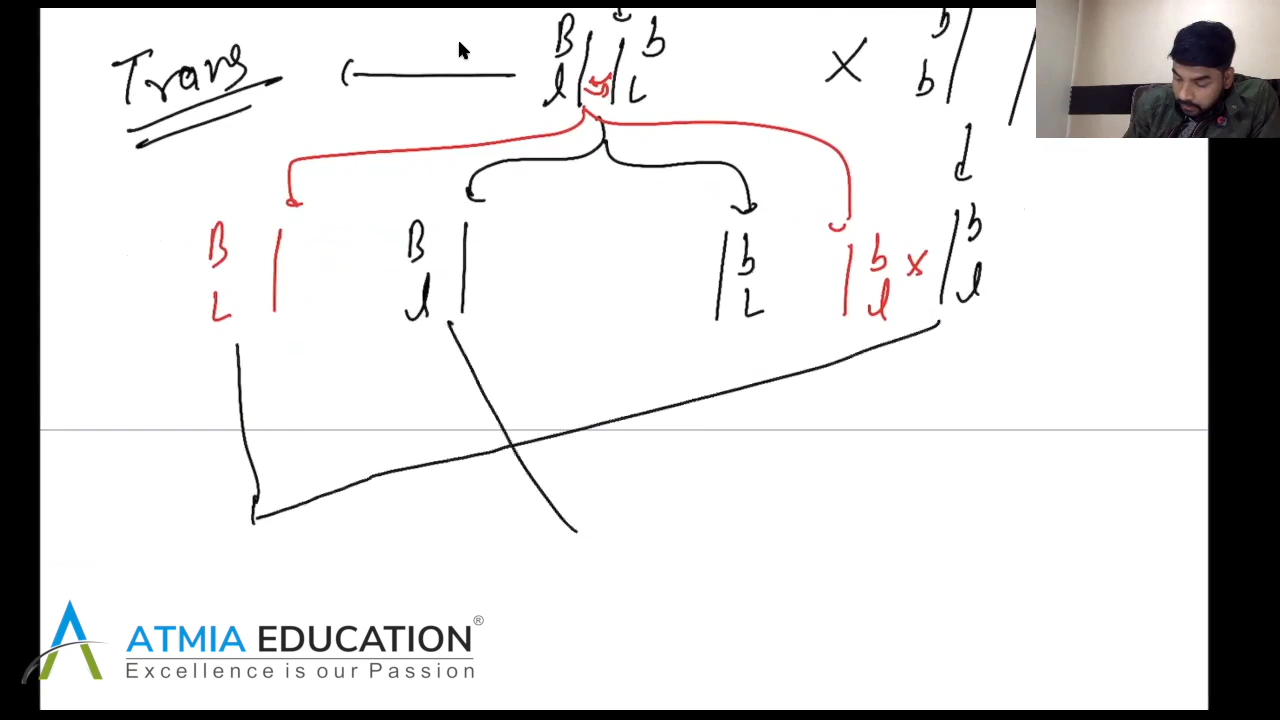 Trans B b X b
l L b
B B b b x b
L l L l l
ATMIA EDUCATION®
Excellence is our Passion